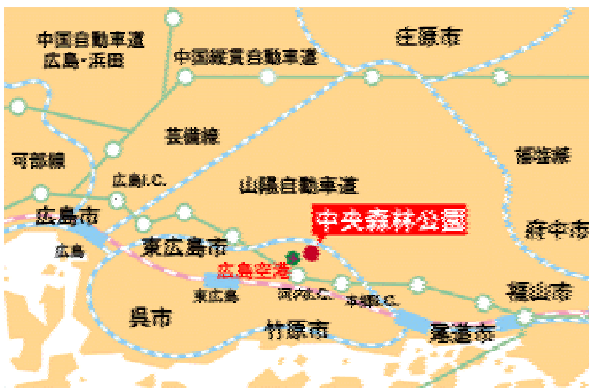 中国自動車道
広島・浜田
中国縦貫自動車道
庄原市
芸備線
可部線
福塩線
広島I.C.
山陽自動車道
広島市
中央森林公園
府中市
広島
東広島市
広島空港
東広島
河内I.C.
本郷I.C.
福山市
呉市
竹原市
尾道市